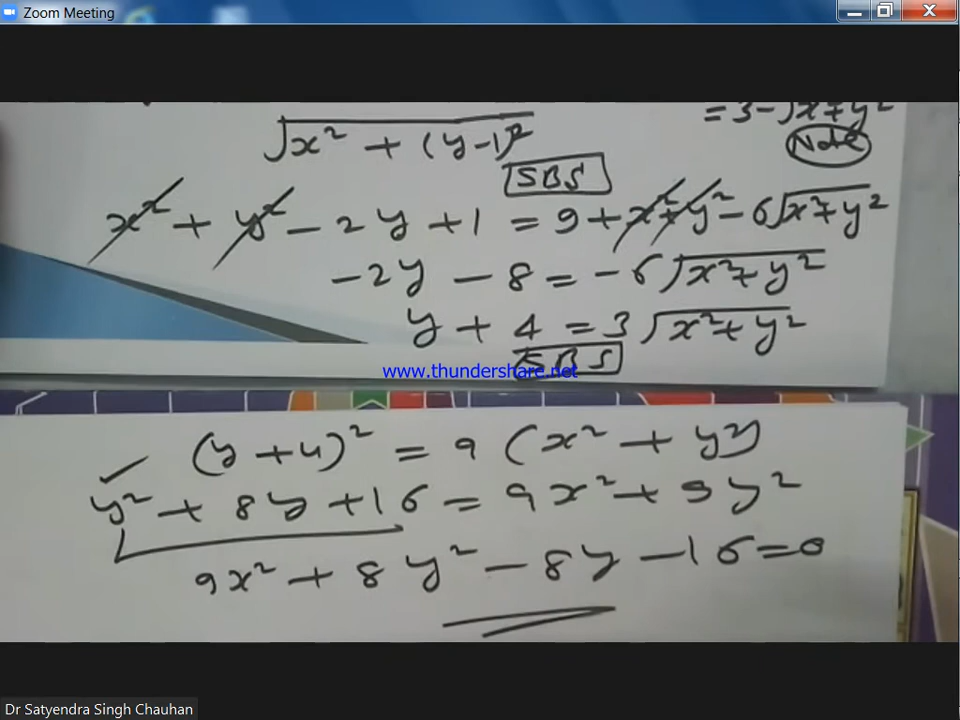 Zoom Meeting
= 3 - √x²+y²
√x² + (y-1)²
Note
SBS
x² + y² - 2y + 1 = 9 + x² + y² - 6√x²+y²
-2y - 8 = -6√x²+y²
y + 4 = 3√x²+y²
SBS
www.thundershare.net
(y + 4)² = 9 (x² + y²)
y² + 8y + 16 = 9x² + 9y²
9x² + 8y² - 8y - 16 = 0
Dr Satyendra Singh Chauhan